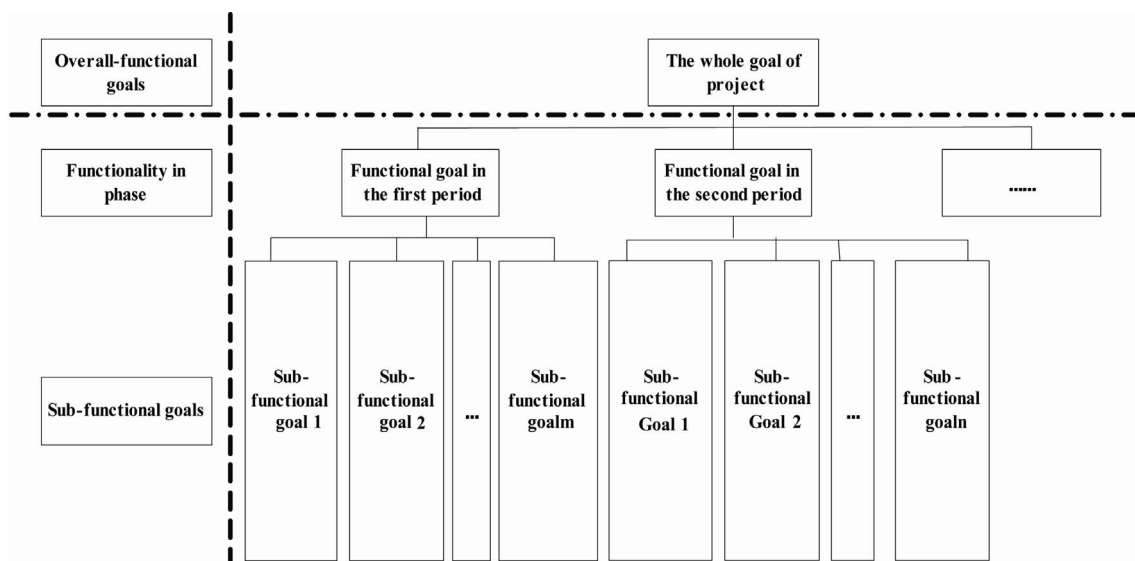 Overall-functional
goals
The whole goal of
project
Functionality in
phase
Functional goal in
the first period
Functional goal in
the second period
......
Sub-functional goals
Sub-
functional
goal 1
Sub-
functional
goal 2
...
Sub-
functional
goalm
Sub-
functional
Goal 1
Sub-
functional
Goal 2
...
Sub -
functional
goaln